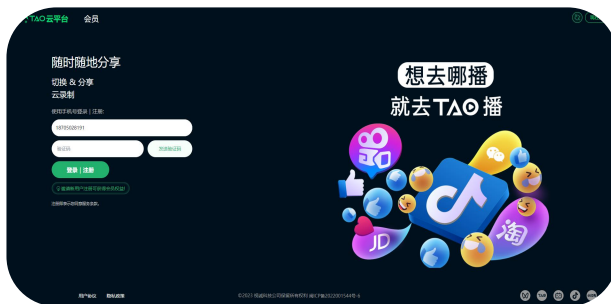 TAO云平台 会员
随时随地分享
切换 & 分享
云录制
使用手机号登录 | 注册:
18705028191
验证码 发送验证码
登录 | 注册
想去哪播
就去TAO播
JD
淘
用户协议 隐私政策